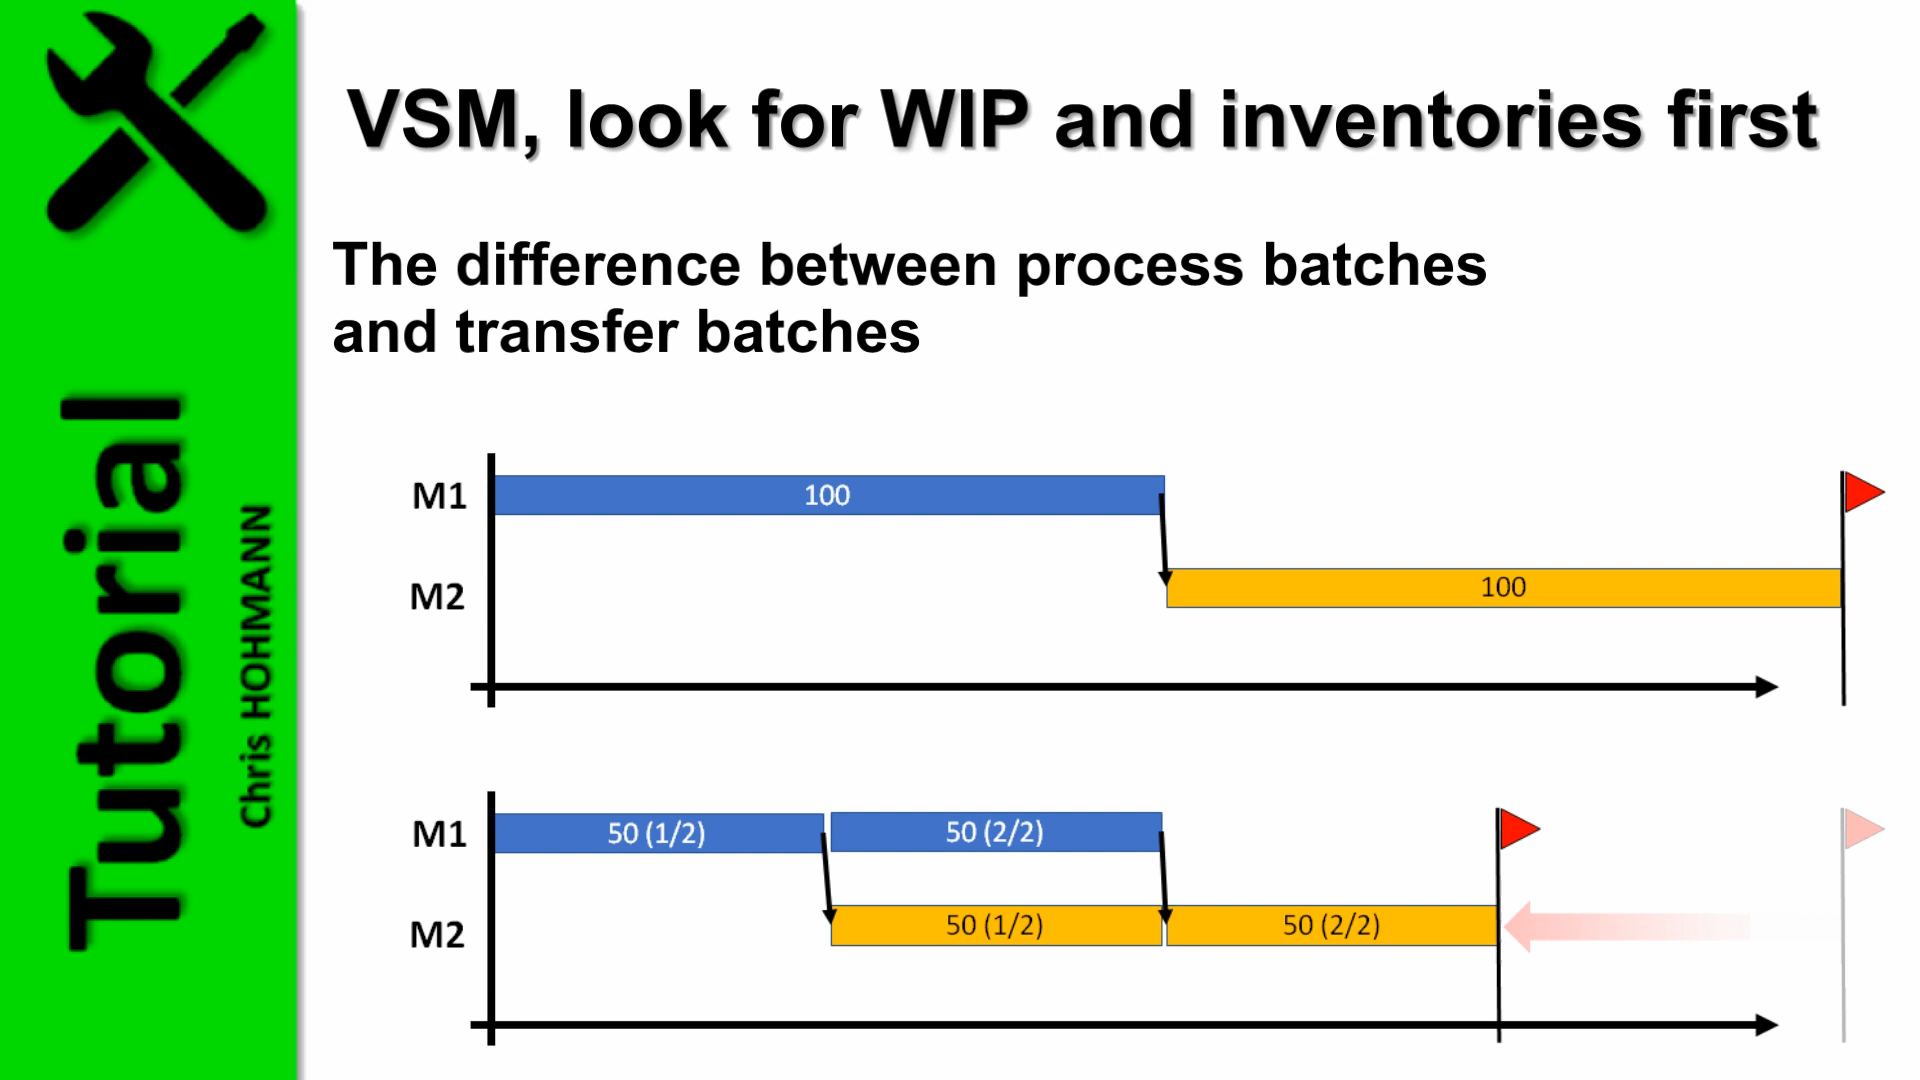 Tutorial
Chris HOHMANN
VSM, look for WIP and inventories first
The difference between process batches
and transfer batches
M1
100
M2
100
M1
50 (1/2)
50 (2/2)
M2
50 (1/2)
50 (2/2)